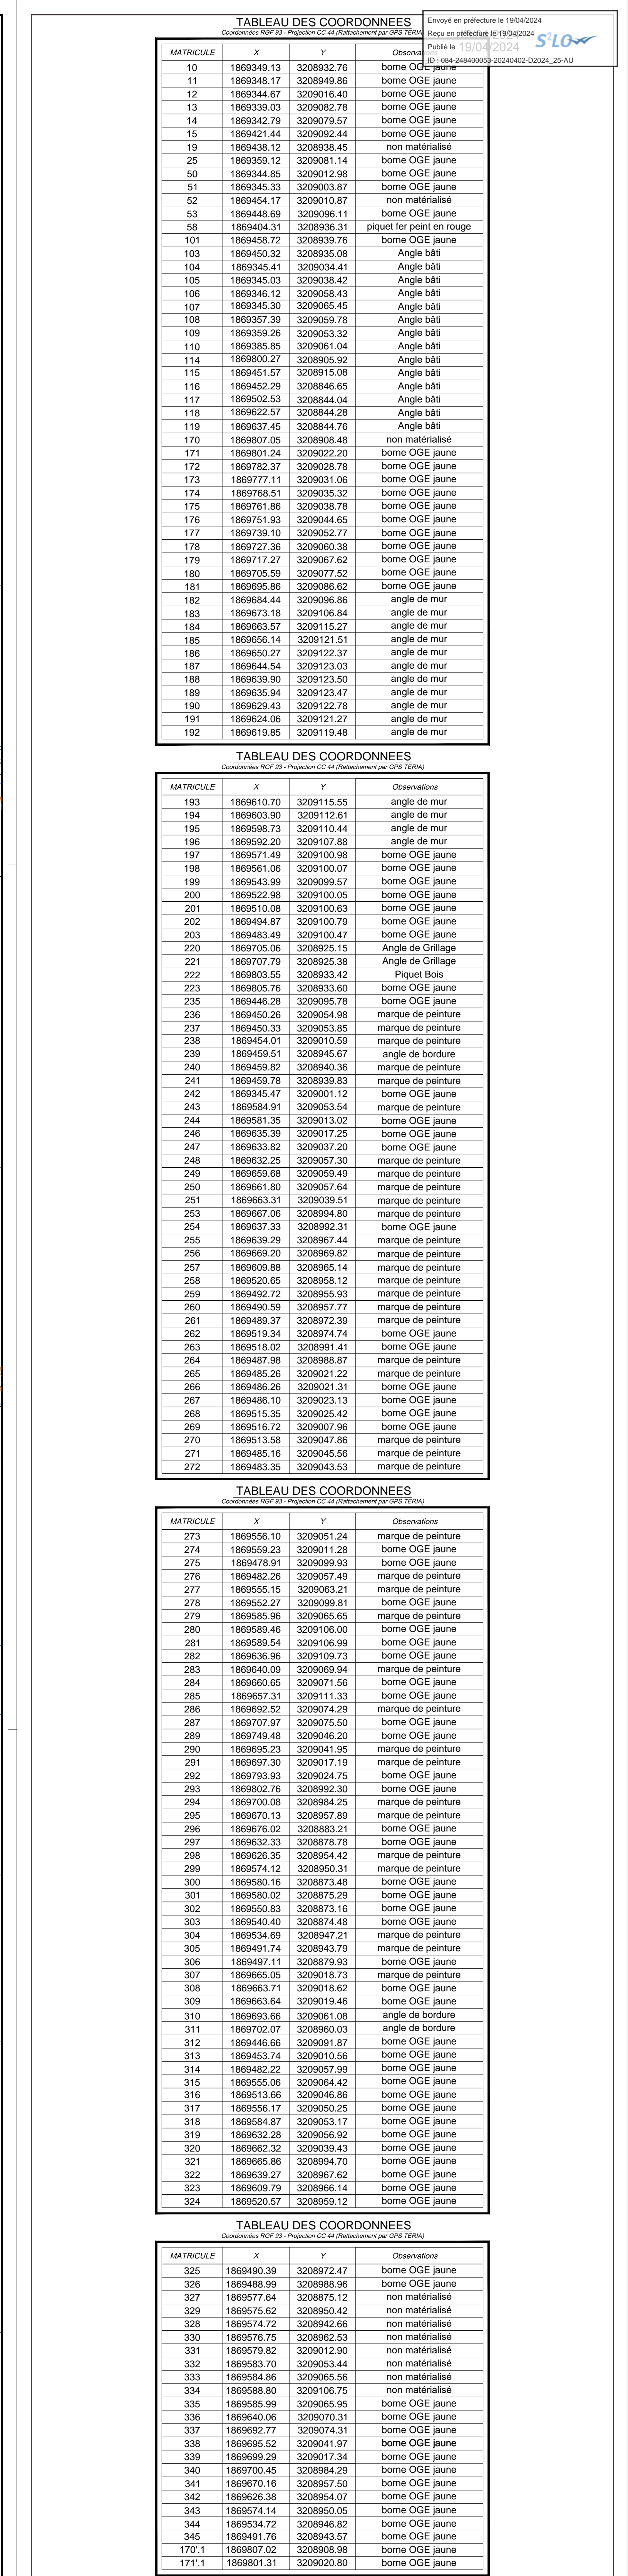 TABLEAU DES COORDONNEES
Coordonnées RGF 93 - Projection CC 44 (Rattachement par GPS TERIA)
Envoyé en préfecture le 19/04/2024
Reçu en préfecture le 19/04/2024
Publié le 19/04/2024 S²LO
ID : 084-248400053-20240402-D2024_25-AU
MATRICULE X Y
10 1869349.13 3208932.76 borne OGE jaune
11 1869348.17 3208949.86 borne OGE jaune
12 1869344.67 3209016.40 borne OGE jaune
13 1869339.03 3209082.78 borne OGE jaune
14 1869342.79 3209079.57 borne OGE jaune
15 1869421.44 3209092.44 borne OGE jaune
19 1869438.12 3208938.45 non matérialisé
25 1869359.12 3209081.14 borne OGE jaune
50 1869344.85 3209012.98 borne OGE jaune
51 1869345.33 3209003.87 borne OGE jaune
52 1869454.17 3209010.87 non matérialisé
53 1869448.69 3209096.11 borne OGE jaune
58 1869404.31 3208936.31 piquet fer peint en rouge
101 1869458.72 3208939.76 borne OGE jaune
103 1869450.32 3208935.08 Angle bâti
104 1869345.41 3209034.41 Angle bâti
105 1869345.03 3209038.42 Angle bâti
106 1869346.12 3209058.43 Angle bâti
107 1869345.30 3209065.45 Angle bâti
108 1869357.39 3209059.78 Angle bâti
109 1869359.26 3209053.32 Angle bâti
110 1869385.85 3209061.04 Angle bâti
114 1869800.27 3208905.92 Angle bâti
115 1869451.57 3208915.08 Angle bâti
116 1869452.29 3208846.65 Angle bâti
117 1869502.53 3208844.04 Angle bâti
118 1869622.57 3208844.28 Angle bâti
119 1869637.45 3208844.76 Angle bâti
170 1869807.05 3208908.48 non matérialisé
171 1869801.24 3209022.20 borne OGE jaune
172 1869782.37 3209028.78 borne OGE jaune
173 1869777.11 3209031.06 borne OGE jaune
174 1869768.51 3209035.32 borne OGE jaune
175 1869761.86 3209038.78 borne OGE jaune
176 1869751.93 3209044.65 borne OGE jaune
177 1869739.10 3209052.77 borne OGE jaune
178 1869727.36 3209060.38 borne OGE jaune
179 1869717.27 3209067.62 borne OGE jaune
180 1869705.59 3209077.52 borne OGE jaune
181 1869695.86 3209086.62 borne OGE jaune
182 1869684.44 3209096.86 angle de mur
183 1869673.18 3209106.84 angle de mur
184 1869663.57 3209115.27 angle de mur
185 1869656.14 3209121.51 angle de mur
186 1869650.27 3209122.37 angle de mur
187 1869644.54 3209123.03 angle de mur
188 1869639.90 3209123.50 angle de mur
189 1869635.94 3209123.47 angle de mur
190 1869629.43 3209122.78 angle de mur
191 1869624.06 3209121.27 angle de mur
192 1869619.85 3209119.48 angle de mur
TABLEAU DES COORDONNEES
Coordonnées RGF 93 - Projection CC 44 (Rattachement par GPS TERIA)
MATRICULE X Y Observations
193 1869610.70 3209115.55 angle de mur
194 1869603.90 3209112.61 angle de mur
195 1869598.73 3209110.44 angle de mur
196 1869592.20 3209107.88 angle de mur
197 1869571.49 3209100.98 borne OGE jaune
198 1869561.06 3209100.07 borne OGE jaune
199 1869543.99 3209099.57 borne OGE jaune
200 1869522.98 3209100.05 borne OGE jaune
201 1869510.08 3209100.63 borne OGE jaune
202 1869494.87 3209100.79 borne OGE jaune
203 1869483.49 3209100.47 borne OGE jaune
220 1869705.06 3208925.15 Angle de Grillage
221 1869707.79 3208925.38 Angle de Grillage
222 1869803.55 3208933.42 Piquet Bois
223 1869805.76 3208933.60 borne OGE jaune
235 1869446.28 3209095.78 borne OGE jaune
236 1869450.26 3209054.98 marque de peinture
237 1869450.33 3209053.85 marque de peinture
238 1869454.01 3209010.59 marque de peinture
239 1869459.51 3208945.67 angle de bordure
240 1869459.82 3208940.36 marque de peinture
241 1869459.78 3208939.83 marque de peinture
242 1869345.47 3209001.12 borne OGE jaune
243 1869584.91 3209053.54 marque de peinture
244 1869581.35 3209013.02 borne OGE jaune
246 1869635.39 3209017.25 borne OGE jaune
247 1869633.82 3209037.20 borne OGE jaune
248 1869632.25 3209057.30 marque de peinture
249 1869659.68 3209059.49 marque de peinture
250 1869661.80 3209057.64 marque de peinture
251 1869663.31 3209039.51 marque de peinture
253 1869667.06 3208994.80 marque de peinture
254 1869637.33 3208992.31 borne OGE jaune
255 1869639.29 3208967.44 marque de peinture
256 1869669.20 3208969.82 marque de peinture
257 1869609.88 3208965.14 marque de peinture
258 1869520.65 3208958.12 marque de peinture
259 1869492.72 3208955.93 marque de peinture
260 1869490.59 3208957.77 marque de peinture
261 1869489.37 3208972.39 marque de peinture
262 1869519.34 3208974.74 borne OGE jaune
263 1869518.02 3208991.41 borne OGE jaune
264 1869487.98 3208988.87 marque de peinture
265 1869485.26 3209021.22 marque de peinture
266 1869486.26 3209021.31 borne OGE jaune
267 1869486.10 3209023.13 borne OGE jaune
268 1869515.35 3209025.42 borne OGE jaune
269 1869516.72 3209007.96 borne OGE jaune
270 1869513.58 3209047.86 marque de peinture
271 1869485.16 3209045.56 marque de peinture
272 1869483.35 3209043.53 marque de peinture
TABLEAU DES COORDONNEES
Coordonnées RGF 93 - Projection CC 44 (Rattachement par GPS TERIA)
MATRICULE X Y Observations
273 1869556.10 3209051.24 marque de peinture
274 1869559.23 3209011.28 borne OGE jaune
275 1869478.91 3209099.93 borne OGE jaune
276 1869482.26 3209057.49 marque de peinture
277 1869555.15 3209063.21 marque de peinture
278 1869552.27 3209099.81 borne OGE jaune
279 1869585.96 3209065.65 marque de peinture
280 1869589.46 3209106.00 borne OGE jaune
281 1869589.54 3209106.99 borne OGE jaune
282 1869636.96 3209109.73 borne OGE jaune
283 1869640.09 3209069.94 marque de peinture
284 1869660.65 3209071.56 borne OGE jaune
285 1869657.31 3209111.33 borne OGE jaune
286 1869692.52 3209074.29 marque de peinture
287 1869707.97 3209075.50 borne OGE jaune
289 1869749.48 3209046.20 borne OGE jaune
290 1869695.23 3209041.95 marque de peinture
291 1869697.30 3209017.19 marque de peinture
292 1869793.93 3209024.75 borne OGE jaune
293 1869802.76 3208992.30 borne OGE jaune
294 1869700.08 3208984.25 marque de peinture
295 1869670.13 3208957.89 marque de peinture
296 1869676.02 3208883.21 borne OGE jaune
297 1869632.33 3208878.78 borne OGE jaune
298 1869626.35 3208954.42 marque de peinture
299 1869574.12 3208950.31 marque de peinture
300 1869580.16 3208873.48 borne OGE jaune
301 1869580.02 3208875.29 borne OGE jaune
302 1869550.83 3208873.16 borne OGE jaune
303 1869540.40 3208874.48 borne OGE jaune
304 1869534.69 3208947.21 marque de peinture
305 1869491.74 3208943.79 marque de peinture
306 1869497.11 3208879.93 borne OGE jaune
307 1869665.05 3209018.73 marque de peinture
308 1869663.71 3209018.62 borne OGE jaune
309 1869663.64 3209019.46 borne OGE jaune
310 1869693.66 3209061.08 angle de bordure
311 1869702.07 3208960.03 angle de bordure
312 1869446.66 3209091.87 borne OGE jaune
313 1869453.74 3209010.56 borne OGE jaune
314 1869482.22 3209057.99 borne OGE jaune
315 1869555.06 3209064.42 borne OGE jaune
316 1869513.66 3209046.86 borne OGE jaune
317 1869556.17 3209050.25 borne OGE jaune
318 1869584.87 3209053.17 borne OGE jaune
319 1869632.28 3209056.92 borne OGE jaune
320 1869662.32 3209039.43 borne OGE jaune
321 1869665.86 3208994.70 borne OGE jaune
322 1869639.27 3208967.62 borne OGE jaune
323 1869609.79 3208966.14 borne OGE jaune
324 1869520.57 3208959.12 borne OGE jaune
TABLEAU DES COORDONNEES
Coordonnées RGF 93 - Projection CC 44 (Rattachement par GPS TERIA)
MATRICULE X Y Observations
325 1869490.39 3208972.47 borne OGE jaune
326 1869488.99 3208988.96 borne OGE jaune
327 1869577.64 3208875.12 non matérialisé
329 1869575.62 3208950.42 non matérialisé
328 1869574.72 3208942.66 non matérialisé
330 1869576.75 3208962.53 non matérialisé
331 1869579.82 3209012.90 non matérialisé
332 1869583.70 3209053.44 non matérialisé
333 1869584.86 3209065.56 non matérialisé
334 1869588.80 3209106.75 non matérialisé
335 1869585.99 3209065.95 borne OGE jaune
336 1869640.06 3209070.31 borne OGE jaune
337 1869692.77 3209074.31 borne OGE jaune
338 1869695.52 3209041.97 borne OGE jaune
339 1869699.29 3209017.34 borne OGE jaune
340 1869700.45 3208984.29 borne OGE jaune
341 1869670.16 3208957.50 borne OGE jaune
342 1869626.38 3208954.07 borne OGE jaune
343 1869574.14 3208950.05 borne OGE jaune
344 1869534.72 3208946.82 borne OGE jaune
345 1869491.76 3208943.57 borne OGE jaune
170'.1 1869807.02 3208908.98 borne OGE jaune
171'.1 1869801.31 3209020.80 borne OGE jaune